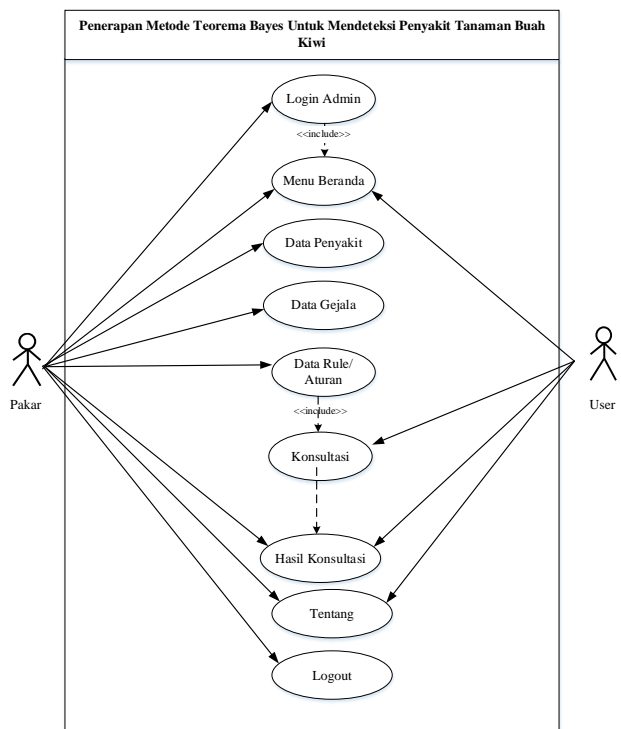 Penerapan Metode Teorema Bayes Untuk Mendeteksi Penyakit Tanaman Buah
Kiwi
Login Admin
<<include>>
Menu Beranda
Data Penyakit
Data Gejala
Data Rule/
Aturan
Pakar
User
<<include>>
Konsultasi
Hasil Konsultasi
Tentang
Logout